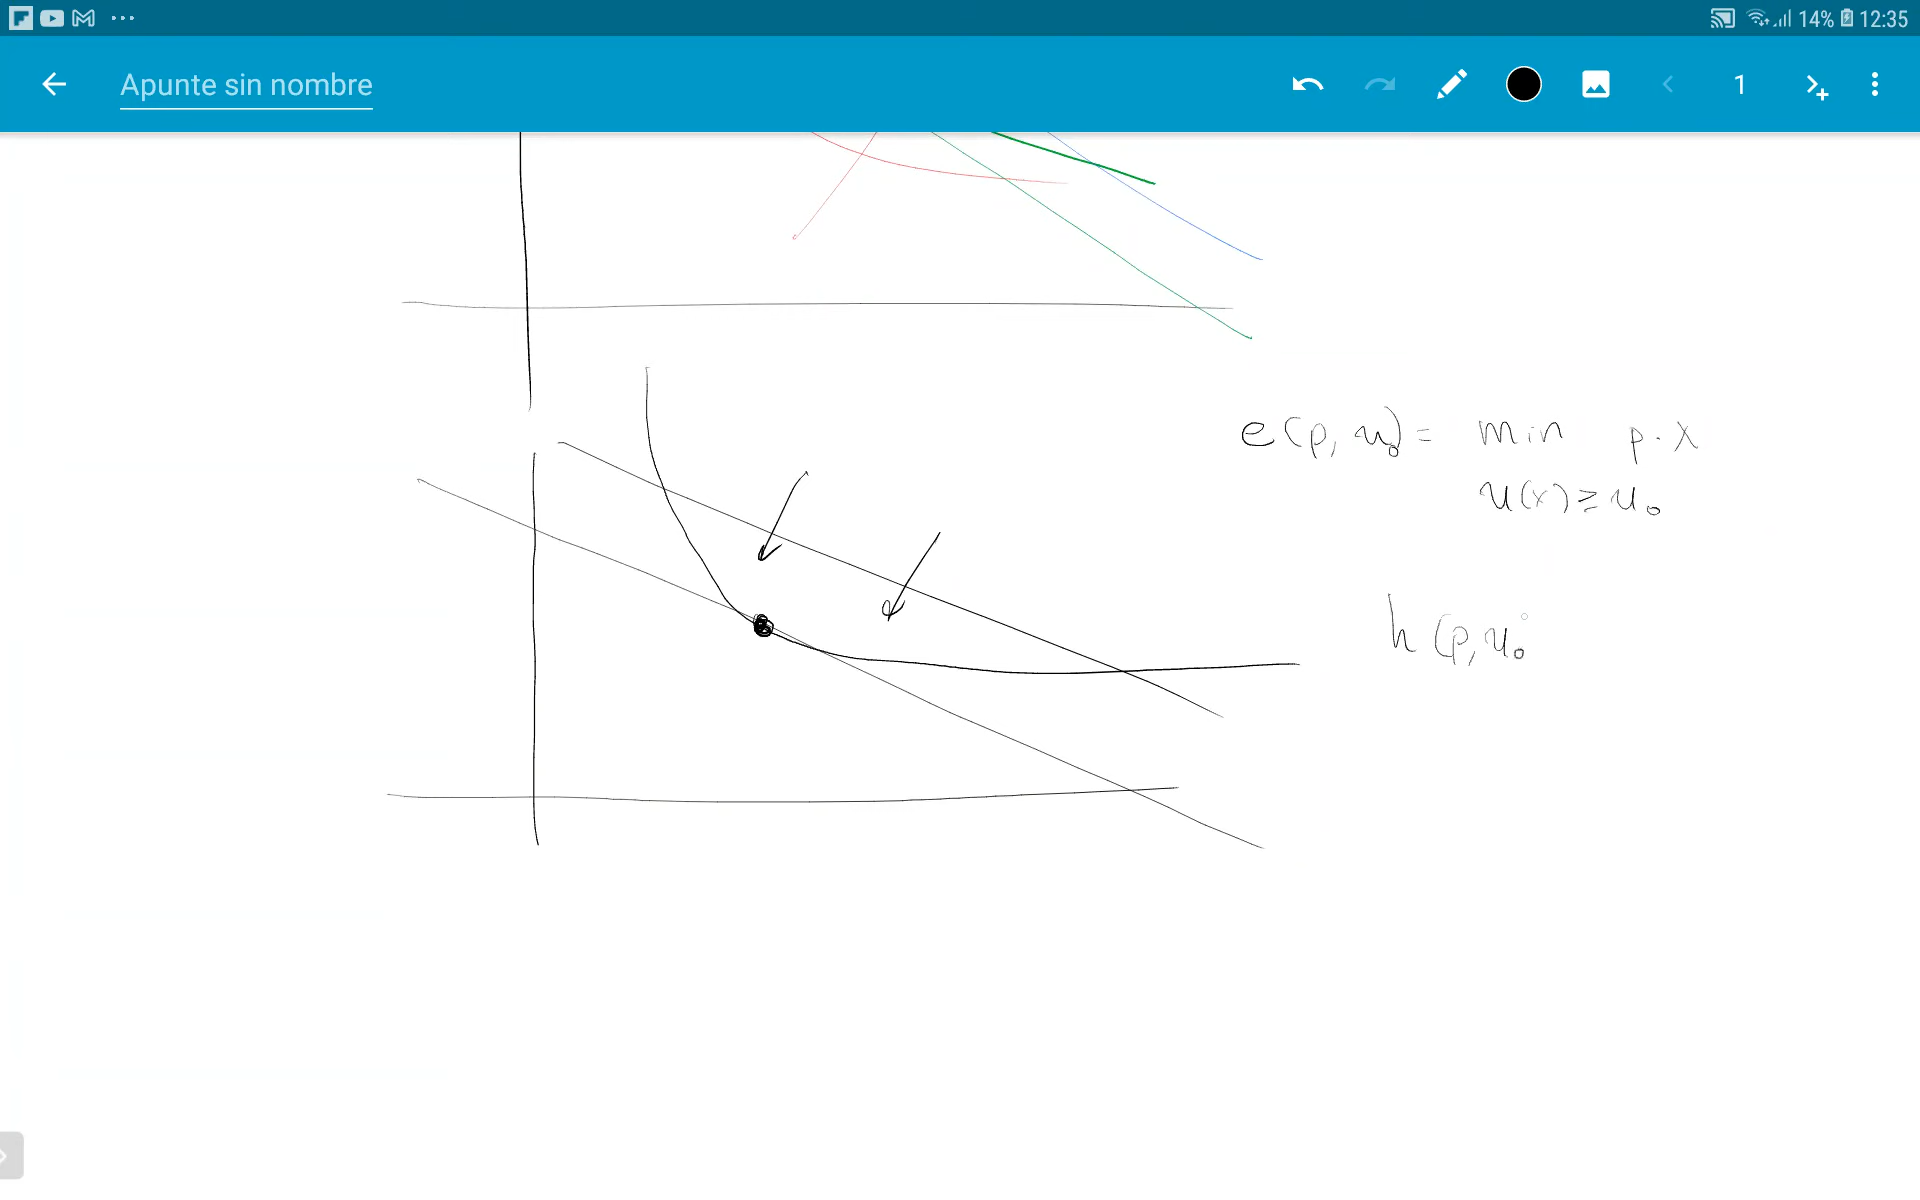 14% 12:35
Apunte sin nombre
1
e(p, u₀) = min p · x
u(x) ≥ u₀
h(p, u₀